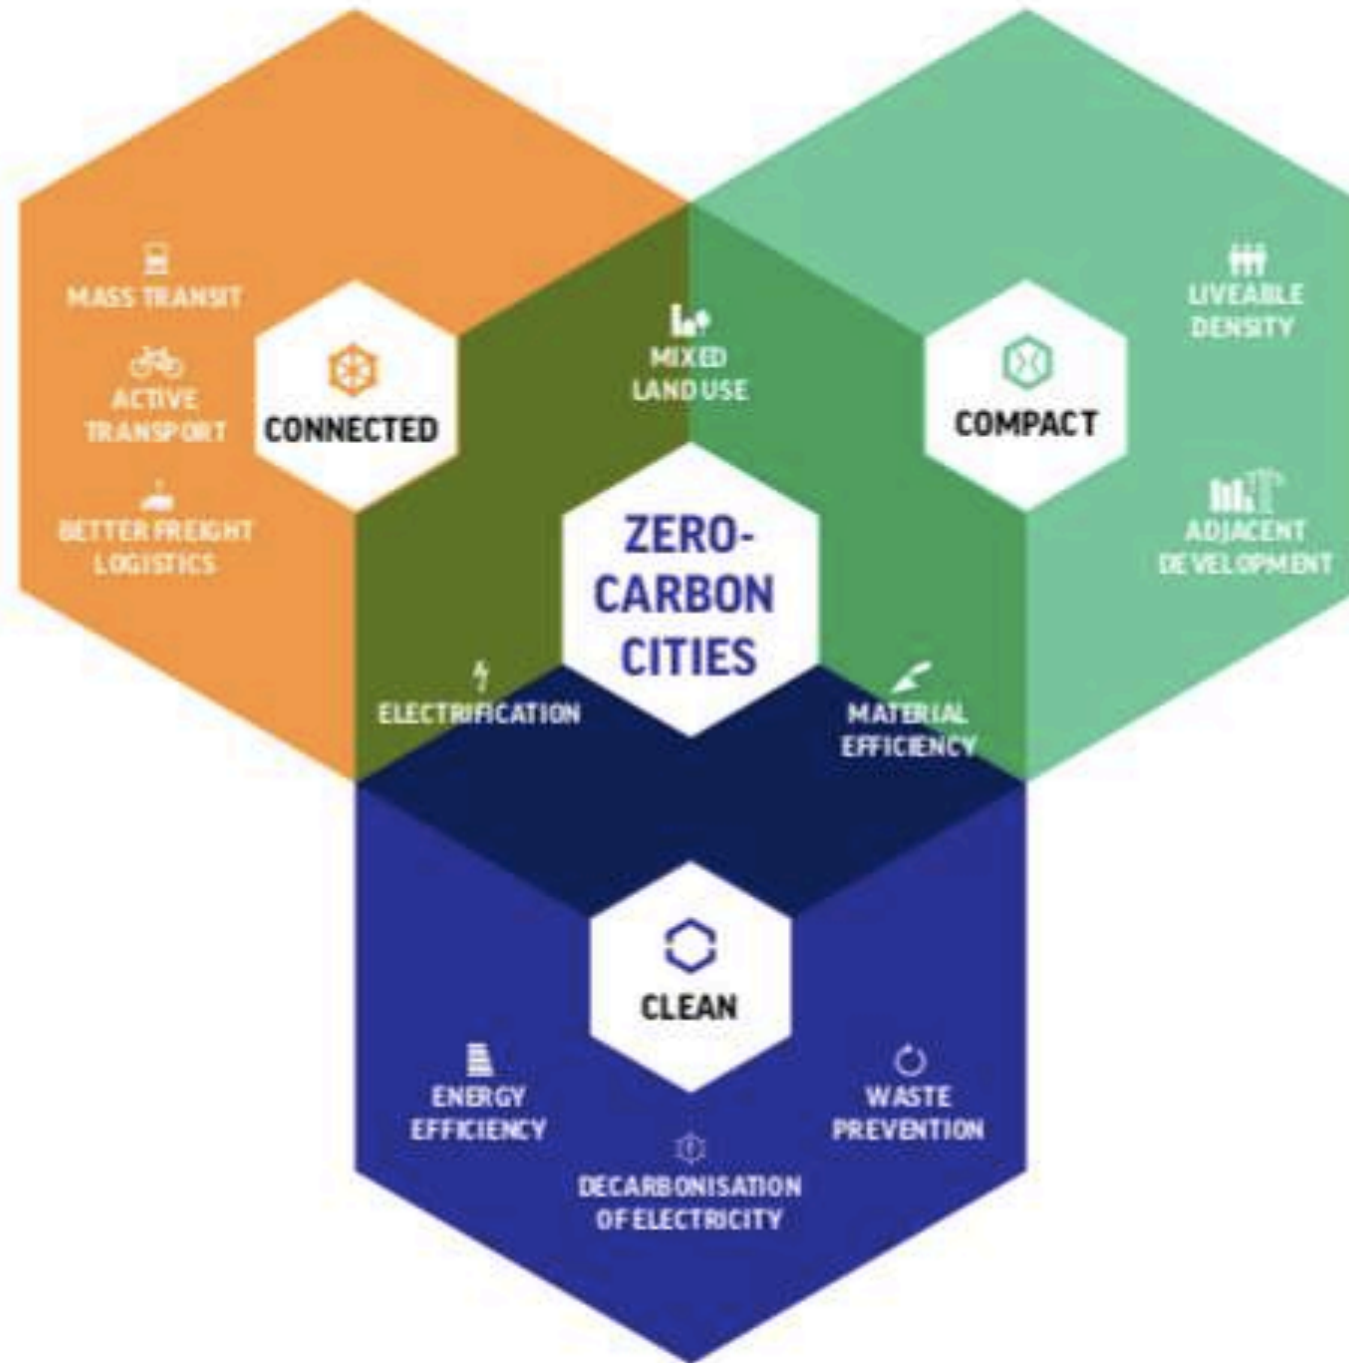 MASS TRANSIT
ACTIVE
TRANSPORT
BETTER FREIGHT
LOGISTICS
CONNECTED
MIXED
LAND USE
COMPACT
LIVEABLE
DENSITY
ADJACENT
DEVELOPMENT
ZERO-
CARBON
CITIES
ELECTRIFICATION
MATERIAL
EFFICIENCY
CLEAN
ENERGY
EFFICIENCY
DECARBONISATION
OF ELECTRICITY
WASTE
PREVENTION